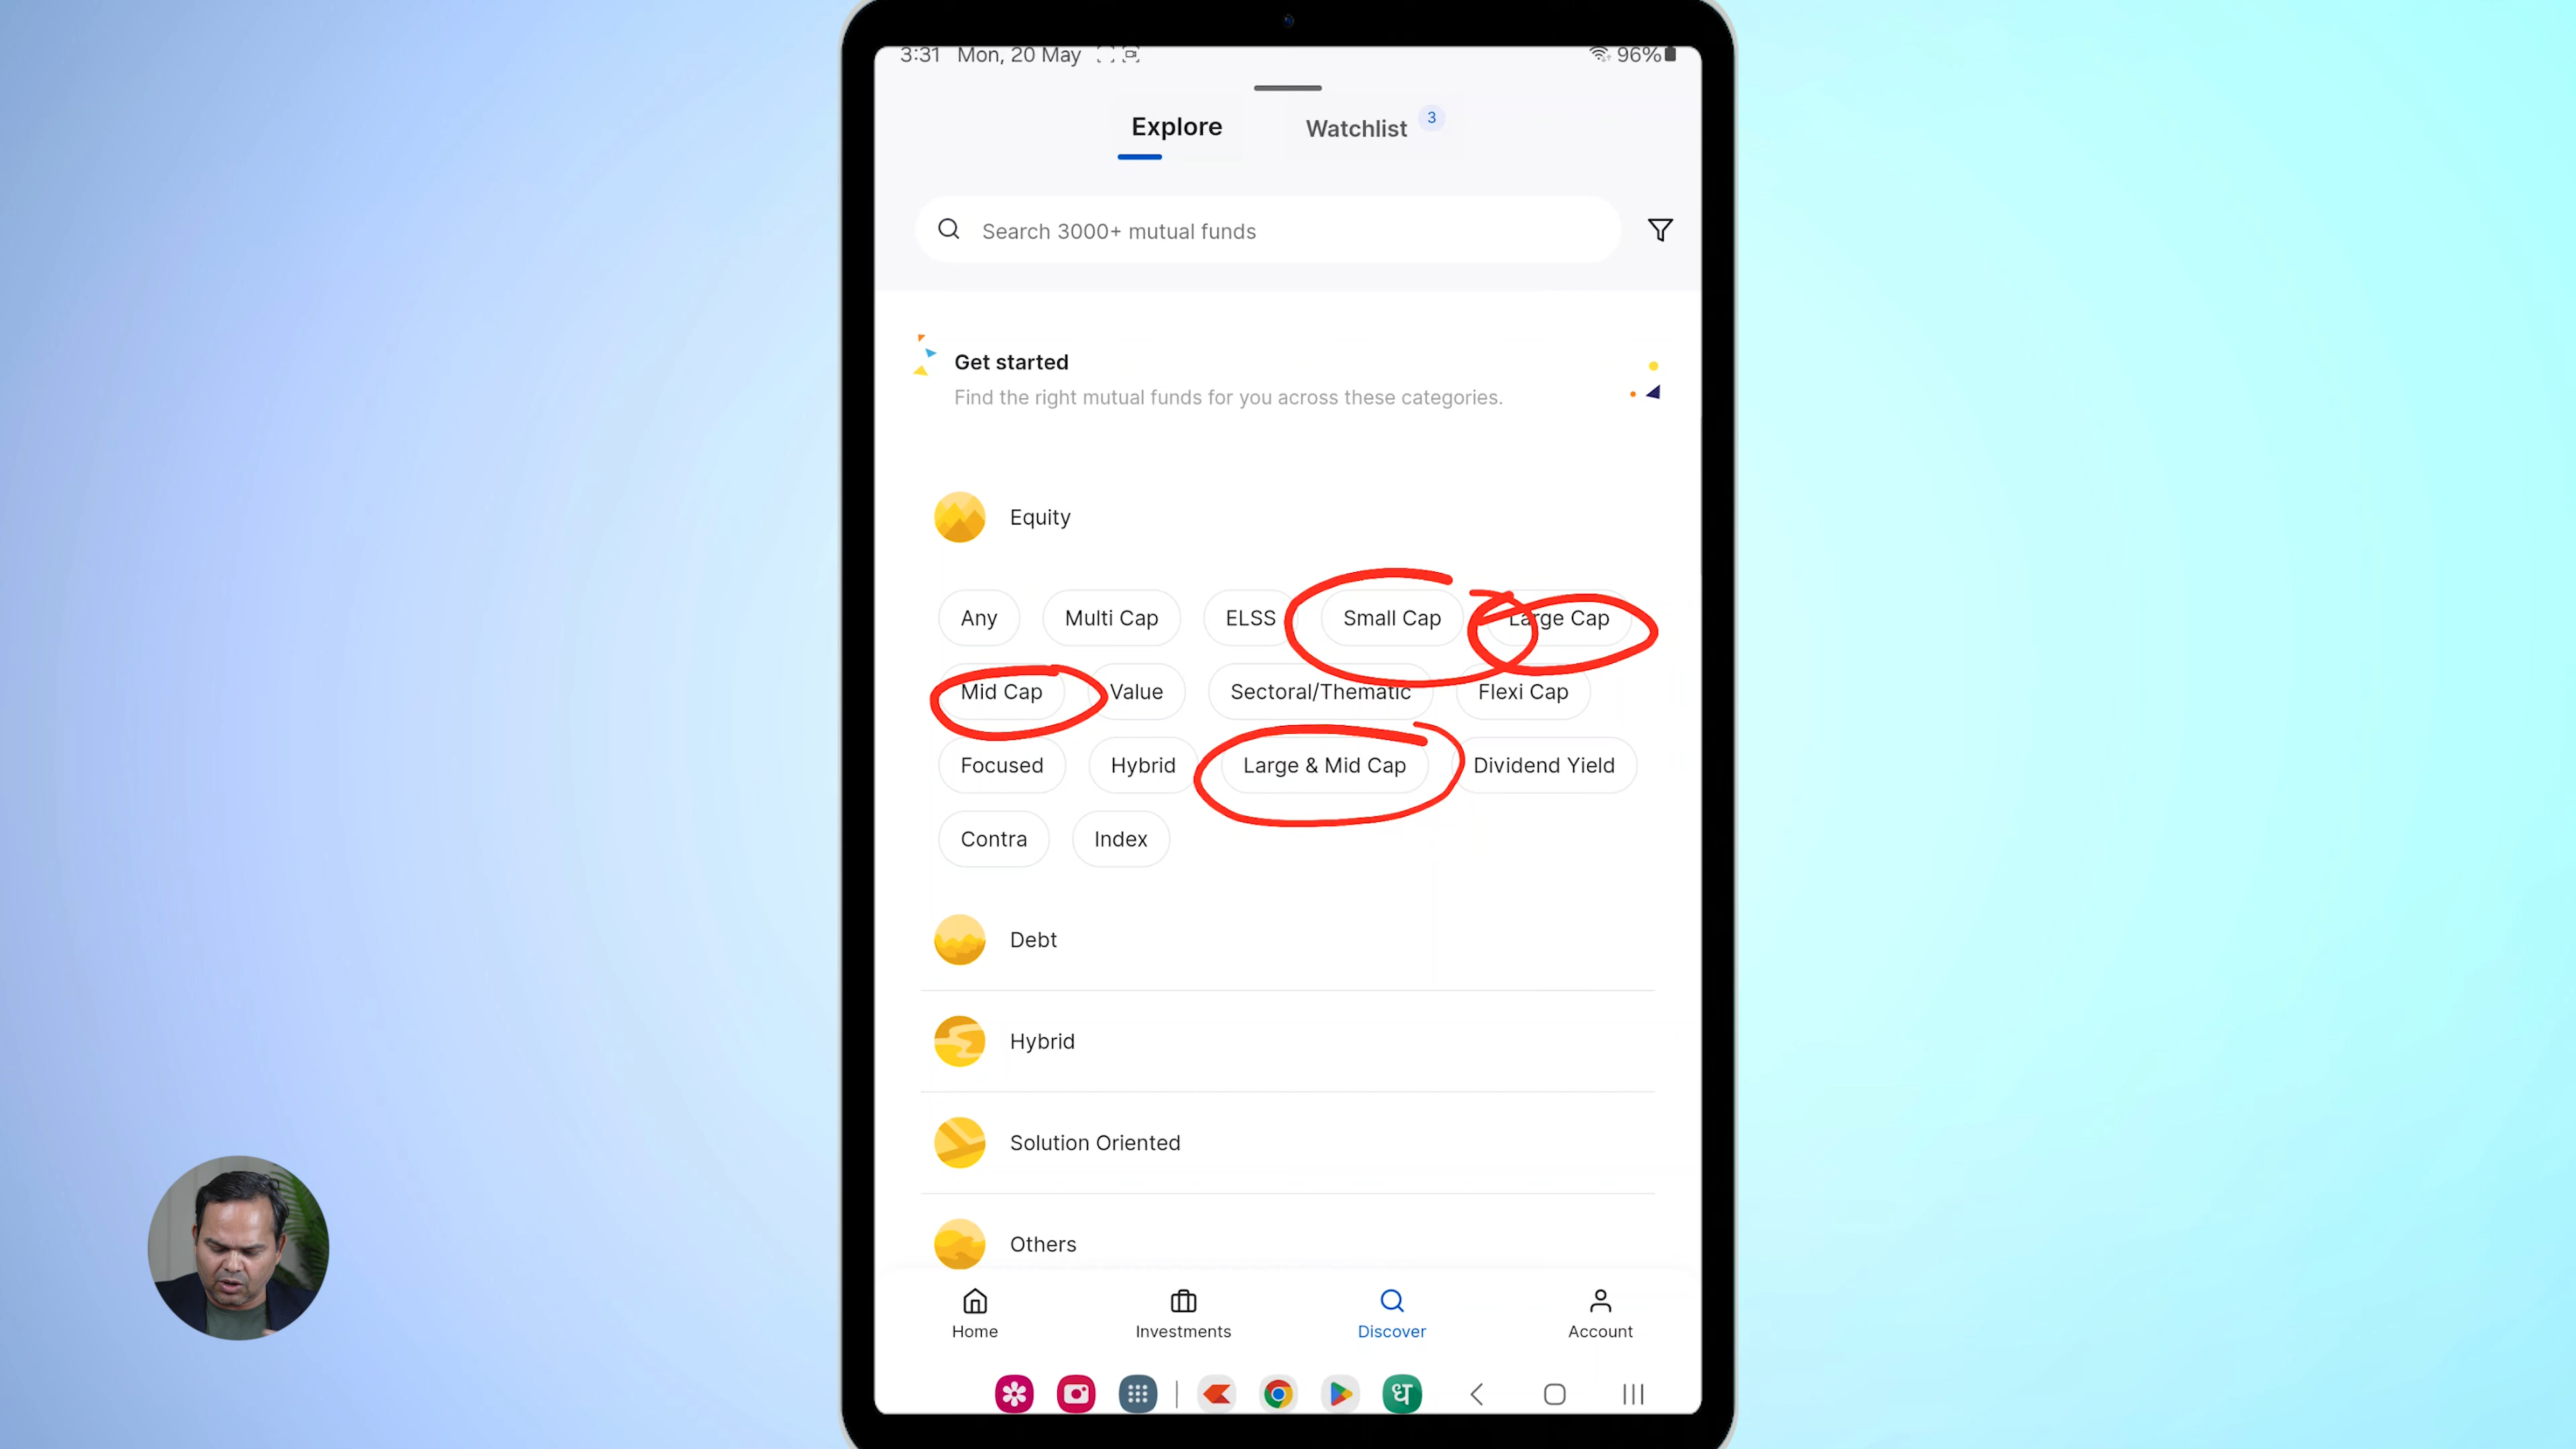 3:31 Mon, 20 May 96%
Explore Watchlist 3
Search 3000+ mutual funds
Get started
Find the right mutual funds for you across these categories.
Equity
Any Multi Cap ELSS Small Cap Large Cap
Mid Cap Value Sectoral/Thematic Flexi Cap
Focused Hybrid Large & Mid Cap Dividend Yield
Contra Index
Debt
Hybrid
Solution Oriented
Others
Home Investments Discover Account
ध